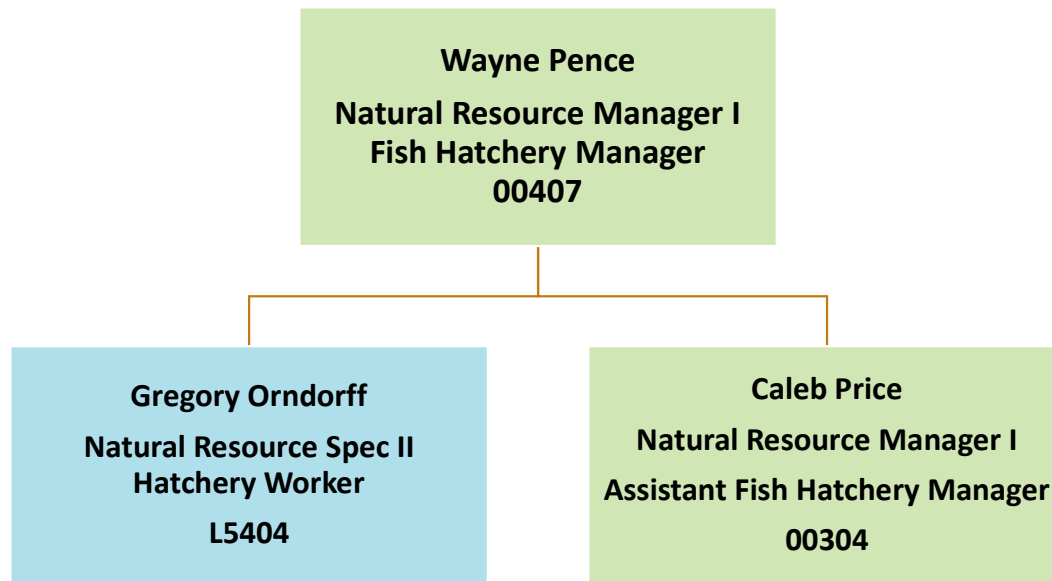 Wayne Pence
Natural Resource Manager I
Fish Hatchery Manager
00407
Gregory Orndorff
Natural Resource Spec II
Hatchery Worker
L5404
Caleb Price
Natural Resource Manager I
Assistant Fish Hatchery Manager
00304